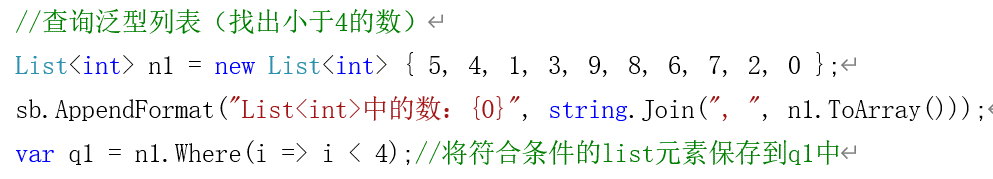 //查询泛型列表（找出小于4的数）
List<int> n1 = new List<int> { 5, 4, 1, 3, 9, 8, 6, 7, 2, 0 };
sb.AppendFormat("List<int>中的数：{0}", string.Join(", ", n1.ToArray()));
var q1 = n1.Where(i => i < 4);//将符合条件的list元素保存到q1中